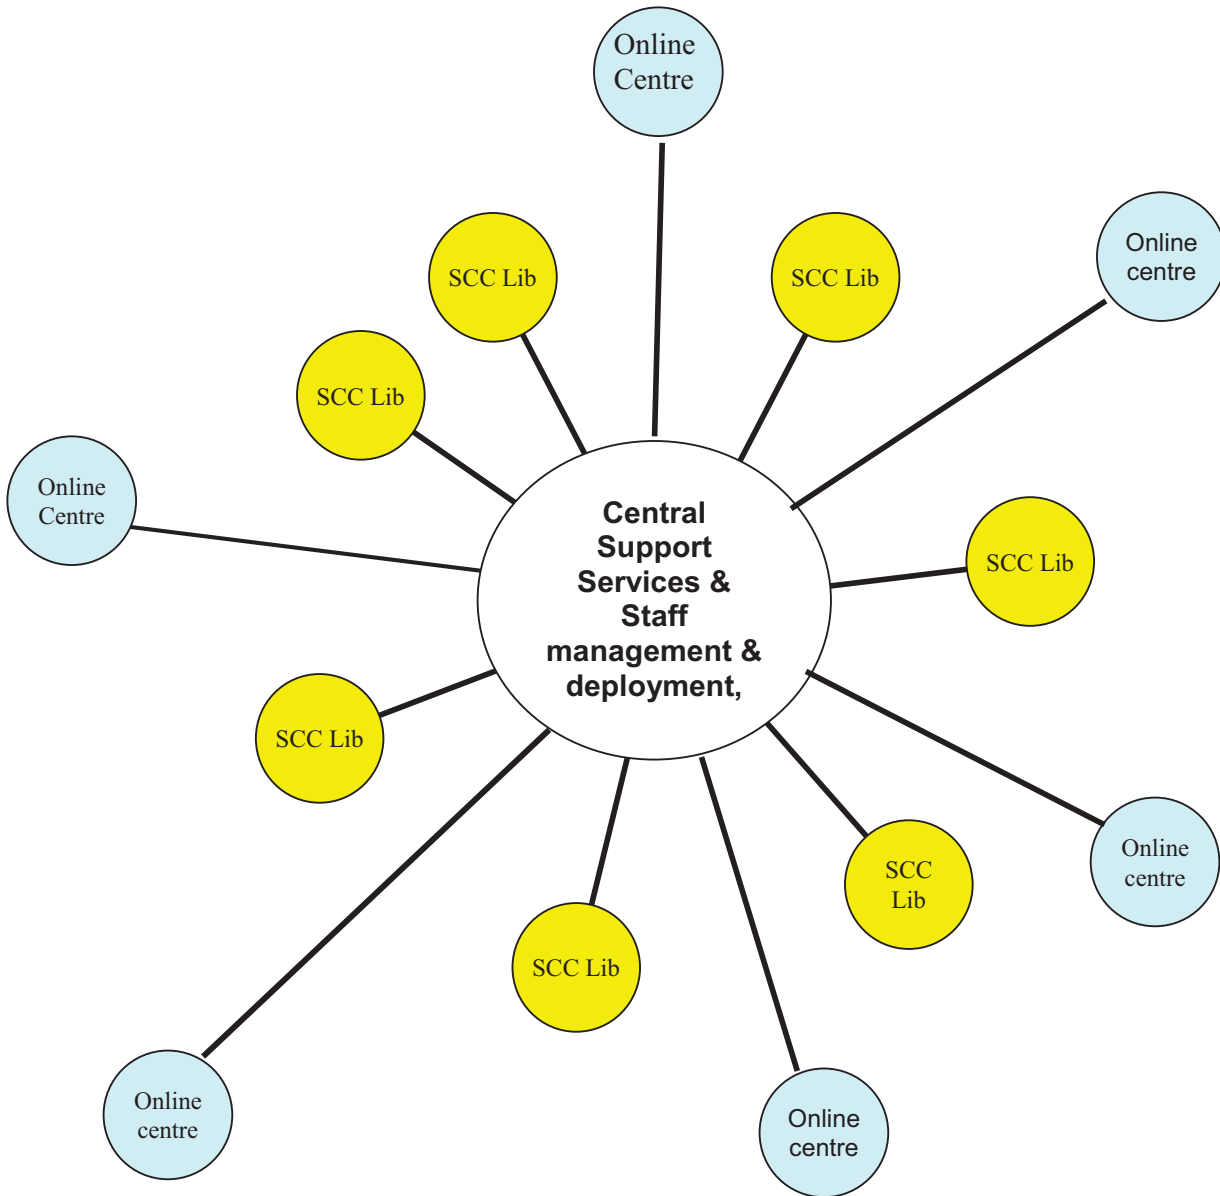 Online
Centre
Online
centre
SCC Lib
SCC Lib
SCC Lib
Online
Centre
Central
Support
Services &
Staff
management &
deployment,
SCC Lib
SCC Lib
Online
centre
SCC
Lib
SCC Lib
Online
centre
Online
centre